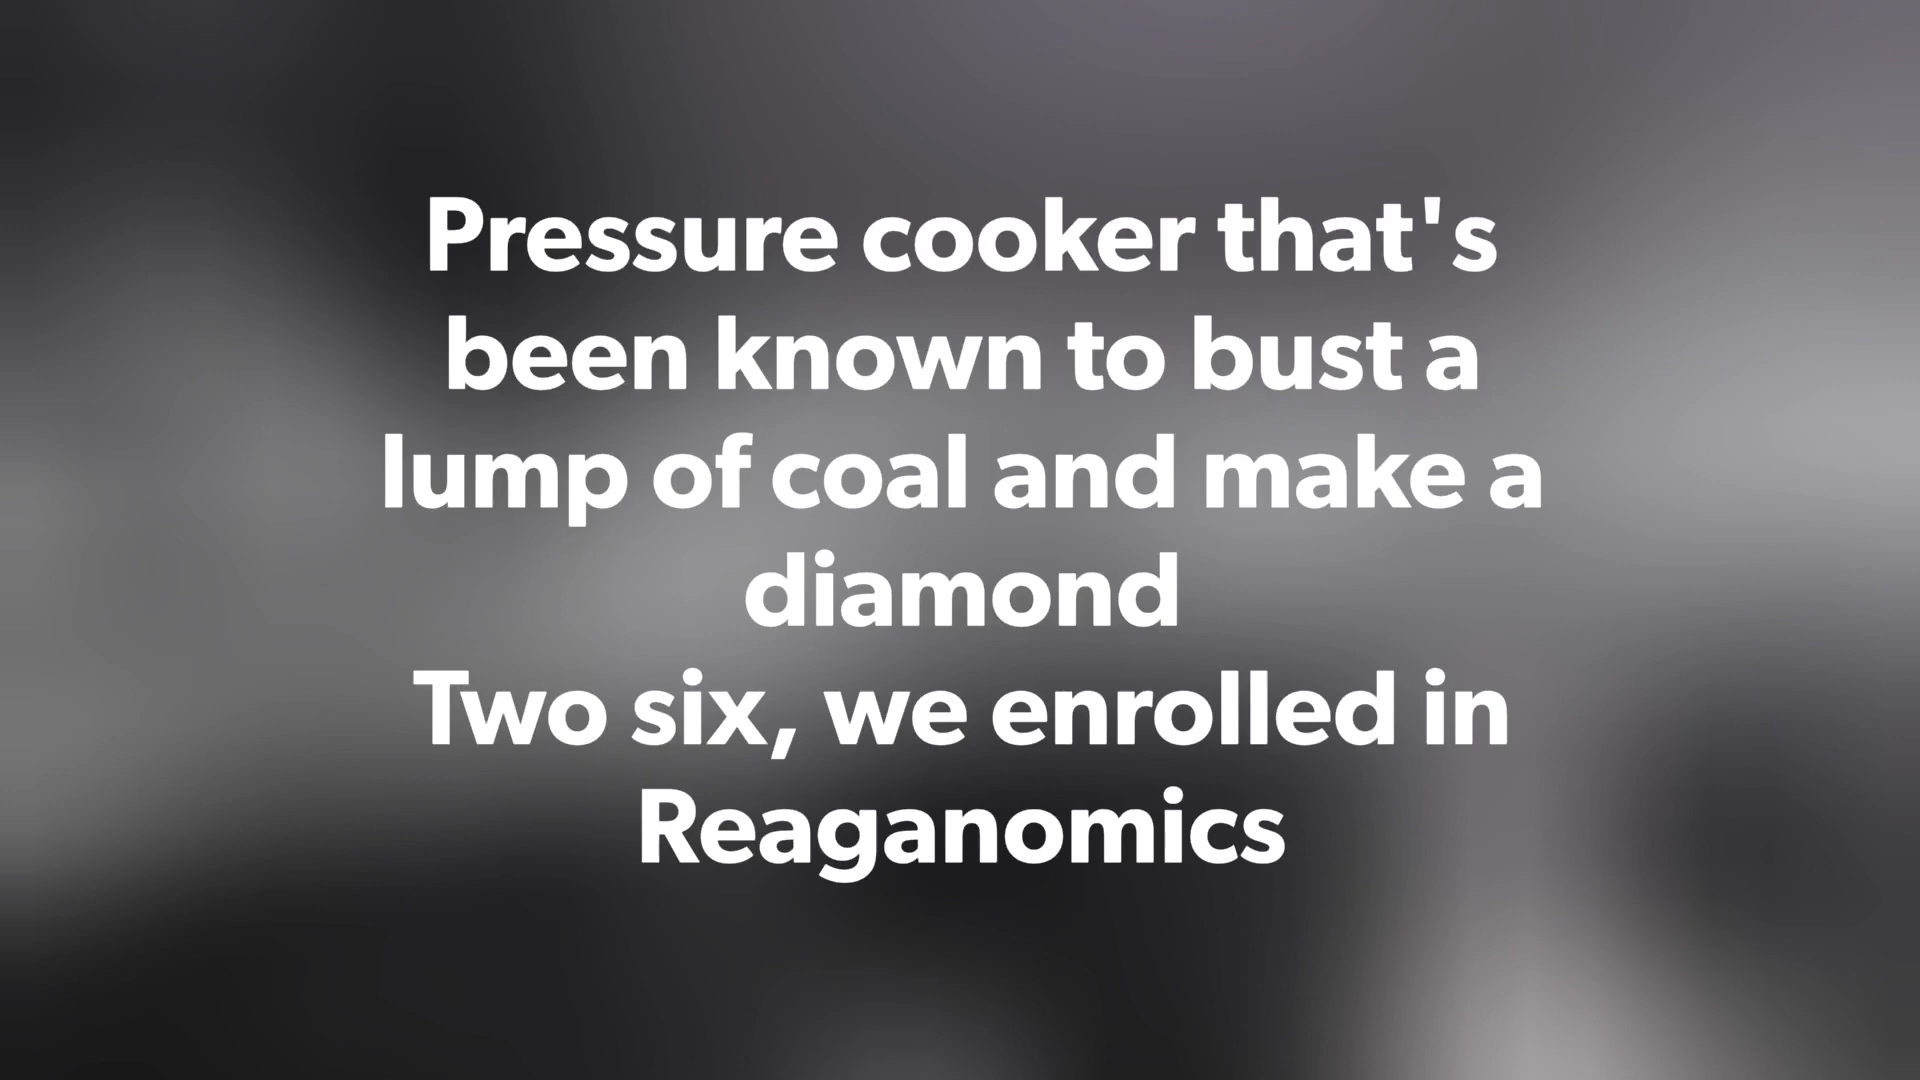 Pressure cooker that's
been known to bust a
lump of coal and make a
diamond
Two six, we enrolled in
Reaganomics